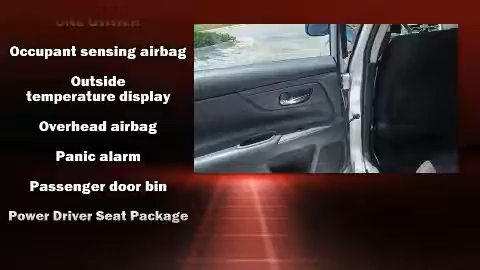 Occupant sensing airbag
Outside
temperature display
Overhead airbag
Panic alarm
Passenger door bin
Power Driver Seat Package